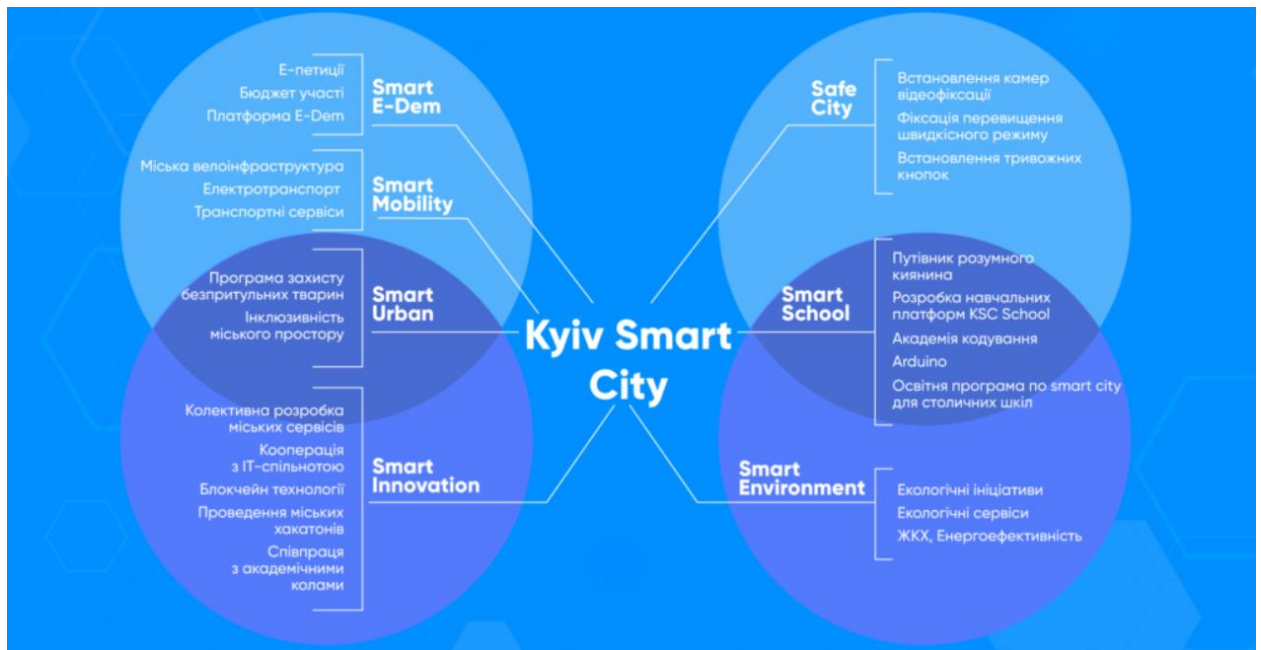 Е-петиції
Бюджет участі
Платформа E-Dem
Smart
E-Dem
Міська велоінфраструктура
Електротранспорт
Транспортні сервіси
Smart
Mobility
Програма захисту
безпритульних тварин
Інклюзивність
міського простору
Smart
Urban
Колективна розробка
міських сервісів
Кооперація
з ІТ-спільнотою
Блокчейн технології
Проведення міських
хакатонів
Співпраця
з академічними
колами
Smart
Innovation
Kyiv Smart
City
Safe
City
Встановлення камер
відеофіксації
Фіксація перевищення
швидкісного режиму
Встановлення тривожних
кнопок
Smart
School
Путівник розумного
киянина
Розробка навчальних
платформ KSC School
Академія кодування
Arduino
Освітня програма по smart city
для столичних шкіл
Smart
Environment
Екологічні ініціативи
Екологічні сервіси
ЖКХ, Енергоефективність